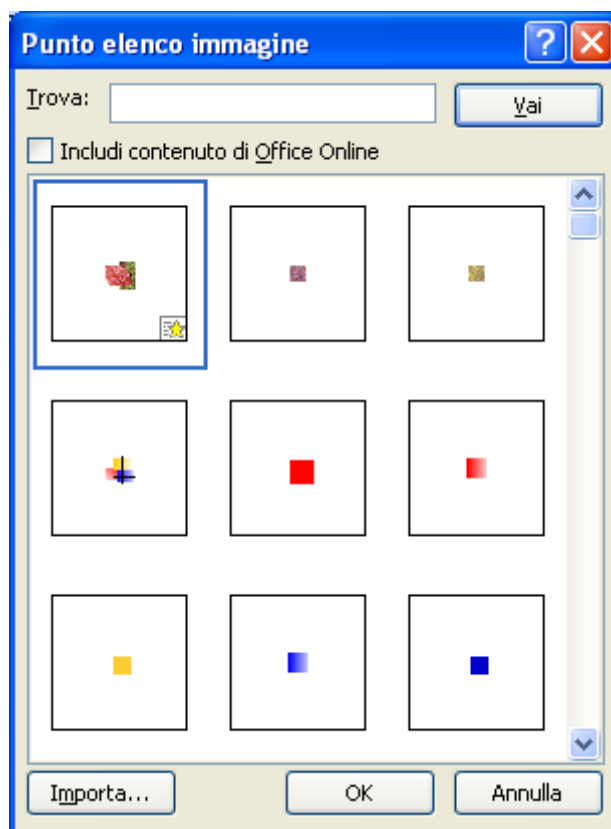 Punto elenco immagine
Trova:
Vai
Includi contenuto di Office Online
Importa...
OK
Annulla